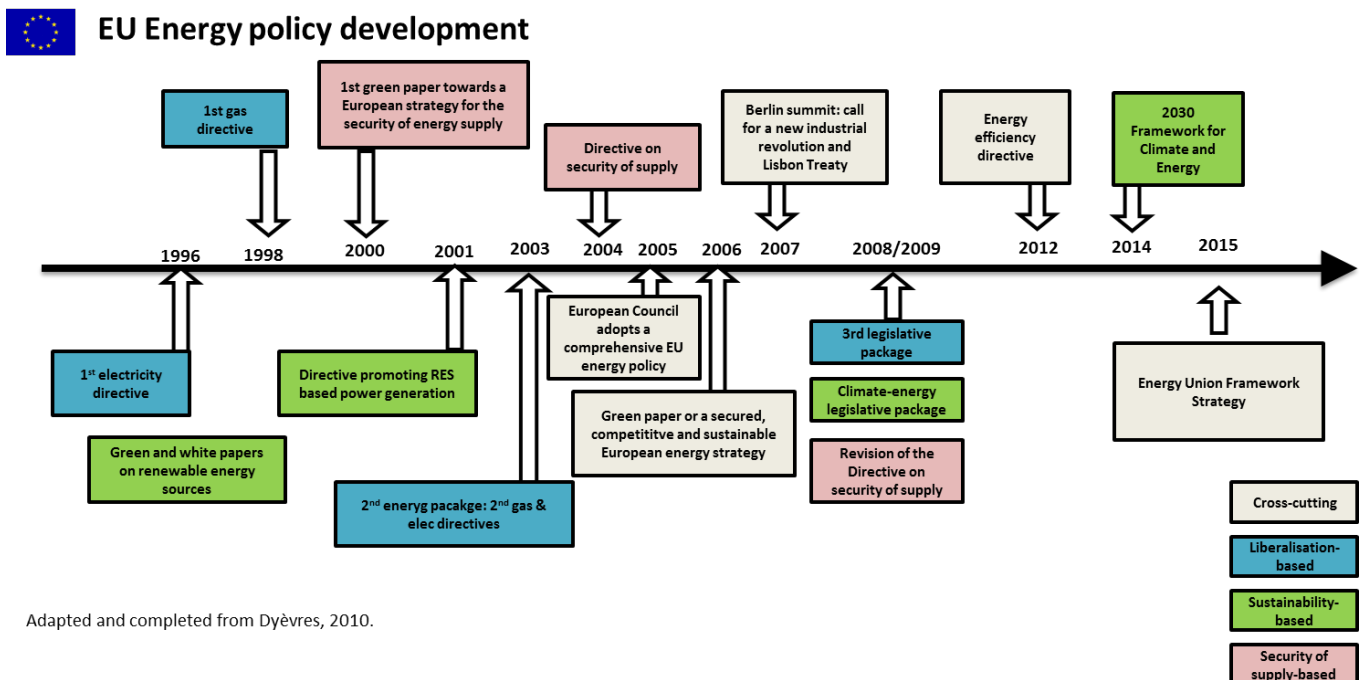 EU Energy policy development
1st gas
directive
1st green paper towards a
European strategy for the
security of energy supply
Directive on
security of supply
Berlin summit: call
for a new industrial
revolution and
Lisbon Treaty
Energy
efficiency
directive
2030
Framework for
Climate and
Energy
1996
1998
2000
2001
2003
2004
2005
2006
2007
2008/2009
2012
2014
2015
1st electricity
directive
Green and white papers
on renewable energy
sources
Directive promoting RES
based power generation
2nd eneryg pacakge: 2nd gas &
elec directives
European Council
adopts a
comprehensive EU
energy policy
Green paper or a secured,
competititve and sustainable
European energy strategy
3rd legislative
package
Climate-energy
legislative package
Revision of the
Directive on
security of supply
Energy Union Framework
Strategy
Cross-cutting
Liberalisation-
based
Sustainability-
based
Security of
supply-based
Adapted and completed from Dyèvres, 2010.